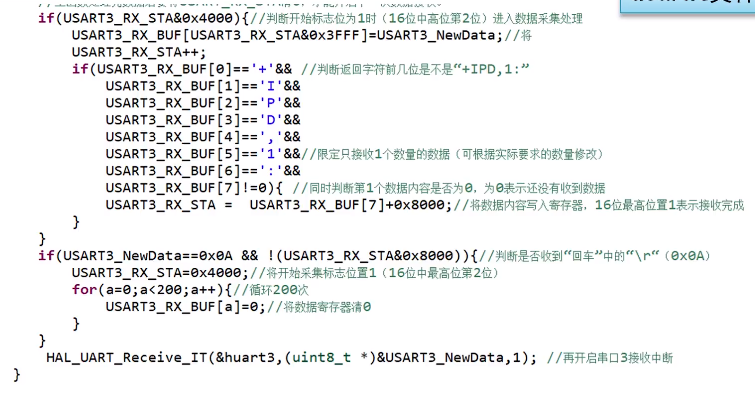 if(USART3_RX_STA&0x4000){//判断开始标志位为1时（16位中高位第2位）进入数据采集处理
USART3_RX_BUF[USART3_RX_STA&0x3FFF]=USART3_NewData;//将
USART3_RX_STA++;
if(USART3_RX_BUF[0]=='+'&& //判断返回字符前几位是不是“+IPD,1:”
USART3_RX_BUF[1]=='I'&&
USART3_RX_BUF[2]=='P'&&
USART3_RX_BUF[3]=='D'&&
USART3_RX_BUF[4]==','&&
USART3_RX_BUF[5]=='1'&&//限定只接收1个数量的数据（可根据实际要求的数量修改）
USART3_RX_BUF[6]==':'&&
USART3_RX_BUF[7]!=0){ //同时判断第1个数据内容是否为0，为0表示还没有收到数据
USART3_RX_STA = USART3_RX_BUF[7]+0x8000;//将数据内容写入寄存器，16位最高位置1表示接收完成
}
}
if(USART3_NewData==0x0A && !(USART3_RX_STA&0x8000)){//判断是否收到“回车”中的“\r“（0x0A）
USART3_RX_STA=0x4000;//将开始采集标志位置1（16位中最高位第2位）
for(a=0;a<200;a++){//循环200次
USART3_RX_BUF[a]=0;//将数据寄存器清0
}
}
HAL_UART_Receive_IT(&huart3,(uint8_t *)&USART3_NewData,1); //再开启串口3接收中断
}